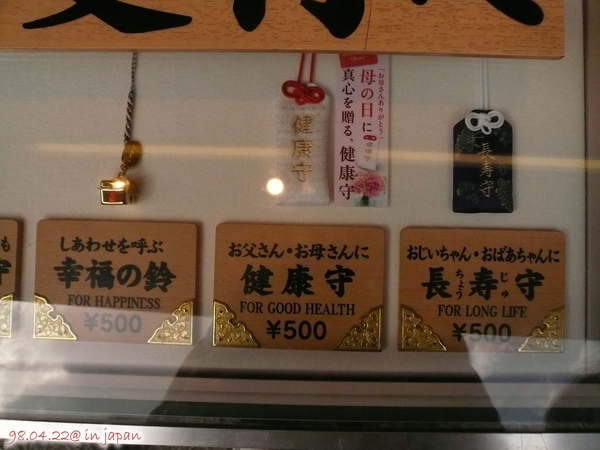 健康守
「お母さんありがとう」
母の日に
真心を贈る、健康守
長寿守
も
守
しあわせを呼ぶ
幸福の鈴
FOR HAPPINESS
¥500
お父さん・お母さんに
健康守
FOR GOOD HEALTH
¥500
おじいちゃん・おばあちゃんに
長寿守
ちょう じゅ
FOR LONG LIFE
¥500
98.04.22@in japan